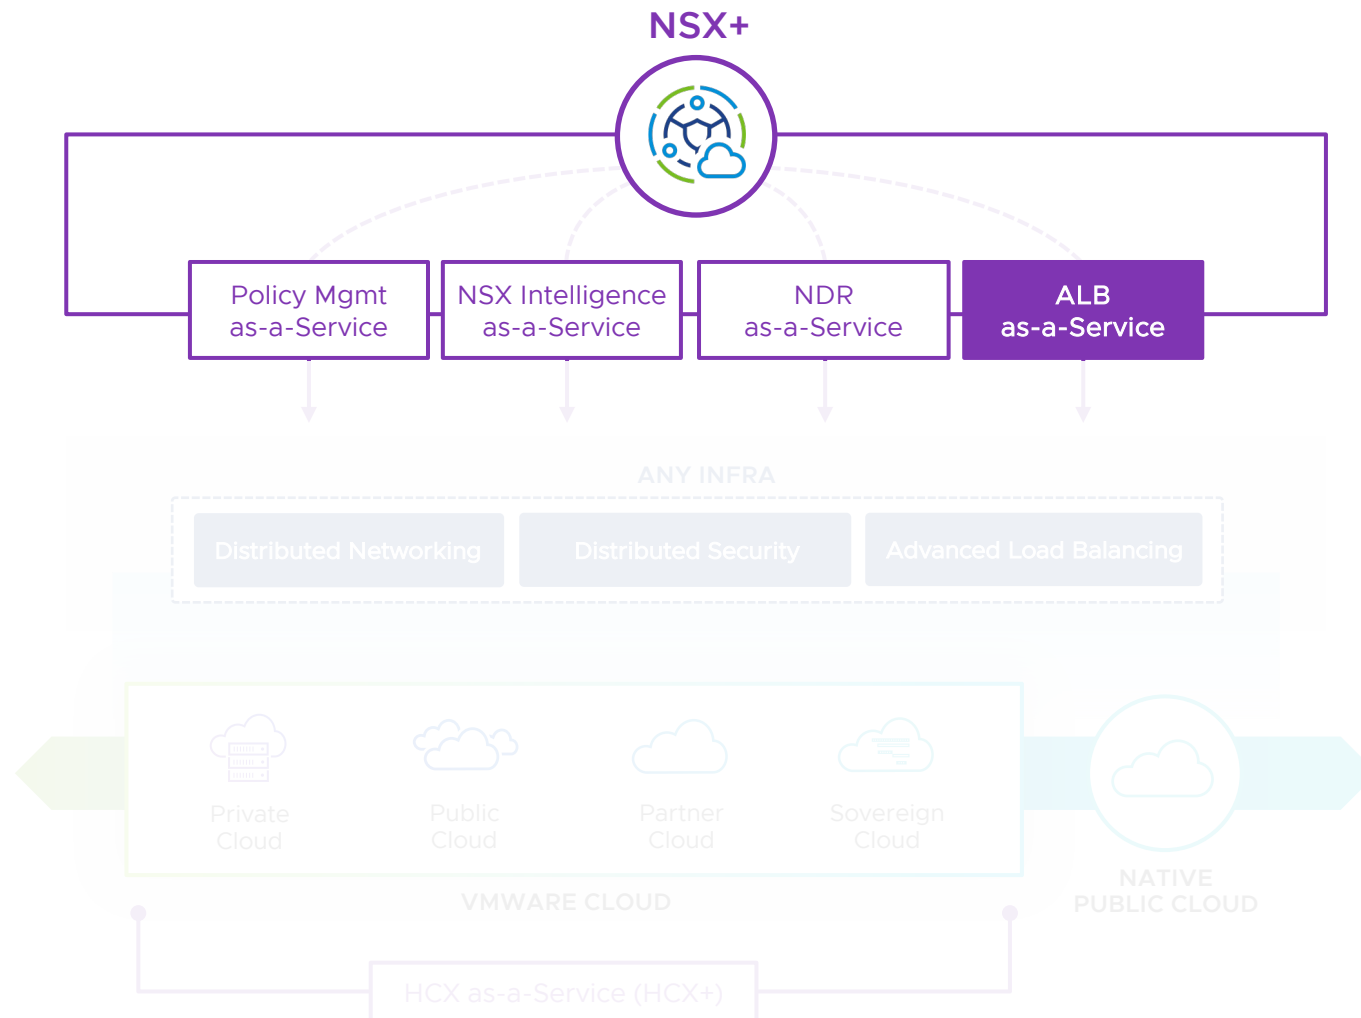 NSX+
Policy Mgmt
as-a-Service
NSX Intelligence
as-a-Service
NDR
as-a-Service
ALB
as-a-Service
ANY INFRA
Distributed Networking
Distributed Security
Advanced Load Balancing
Private
Cloud
Public
Cloud
Partner
Cloud
Sovereign
Cloud
NATIVE
PUBLIC CLOUD
VMWARE CLOUD
HCX as-a-Service (HCX+)